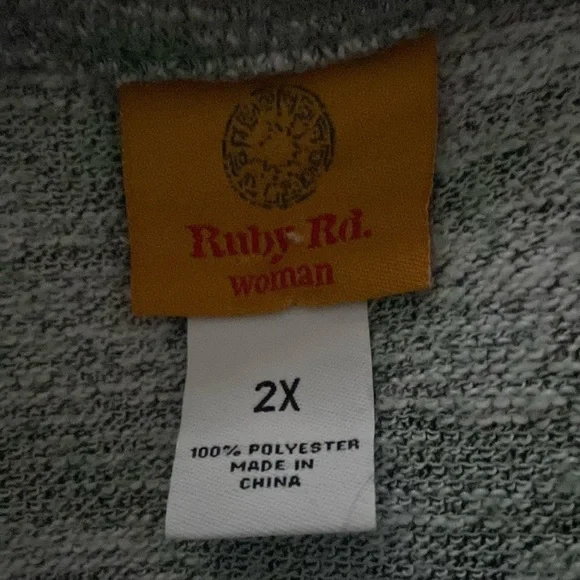 Ruby Rd.
woman
2X
100% POLYESTER
MADE IN
CHINA